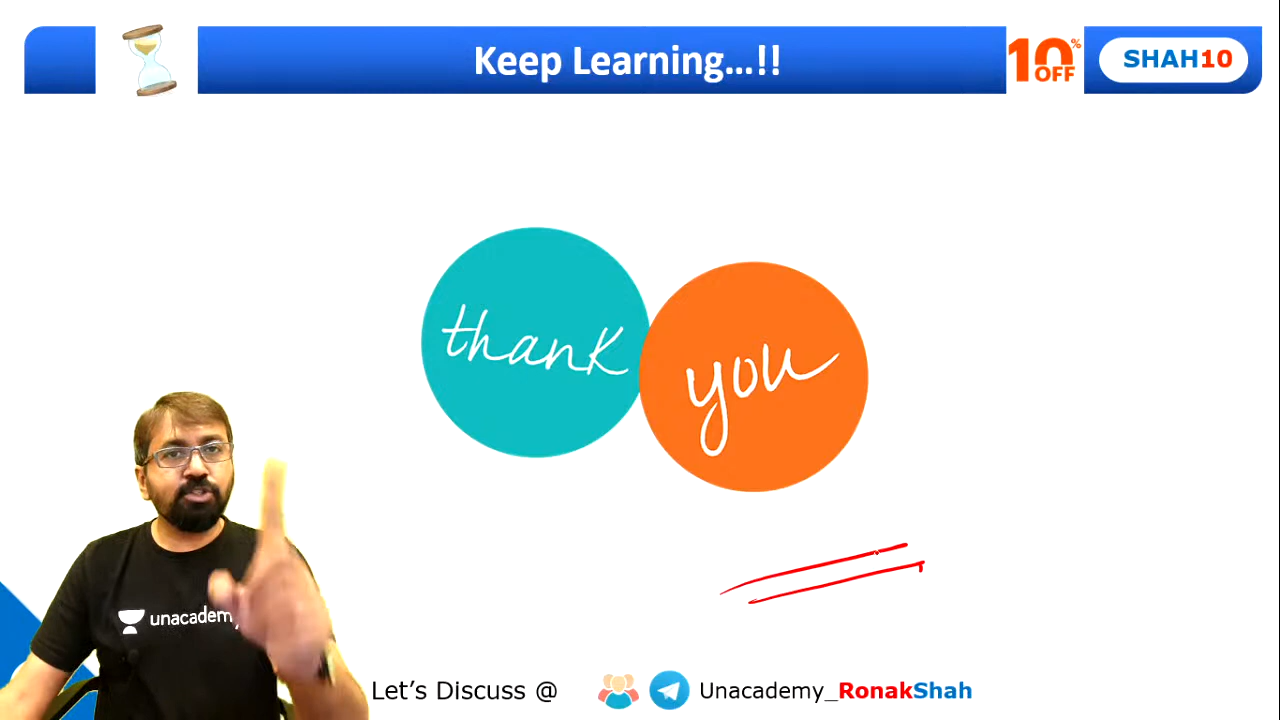 Keep Learning...!!
10% OFF
SHAH10
thank you
unacademy
Let's Discuss @ Unacademy_RonakShah